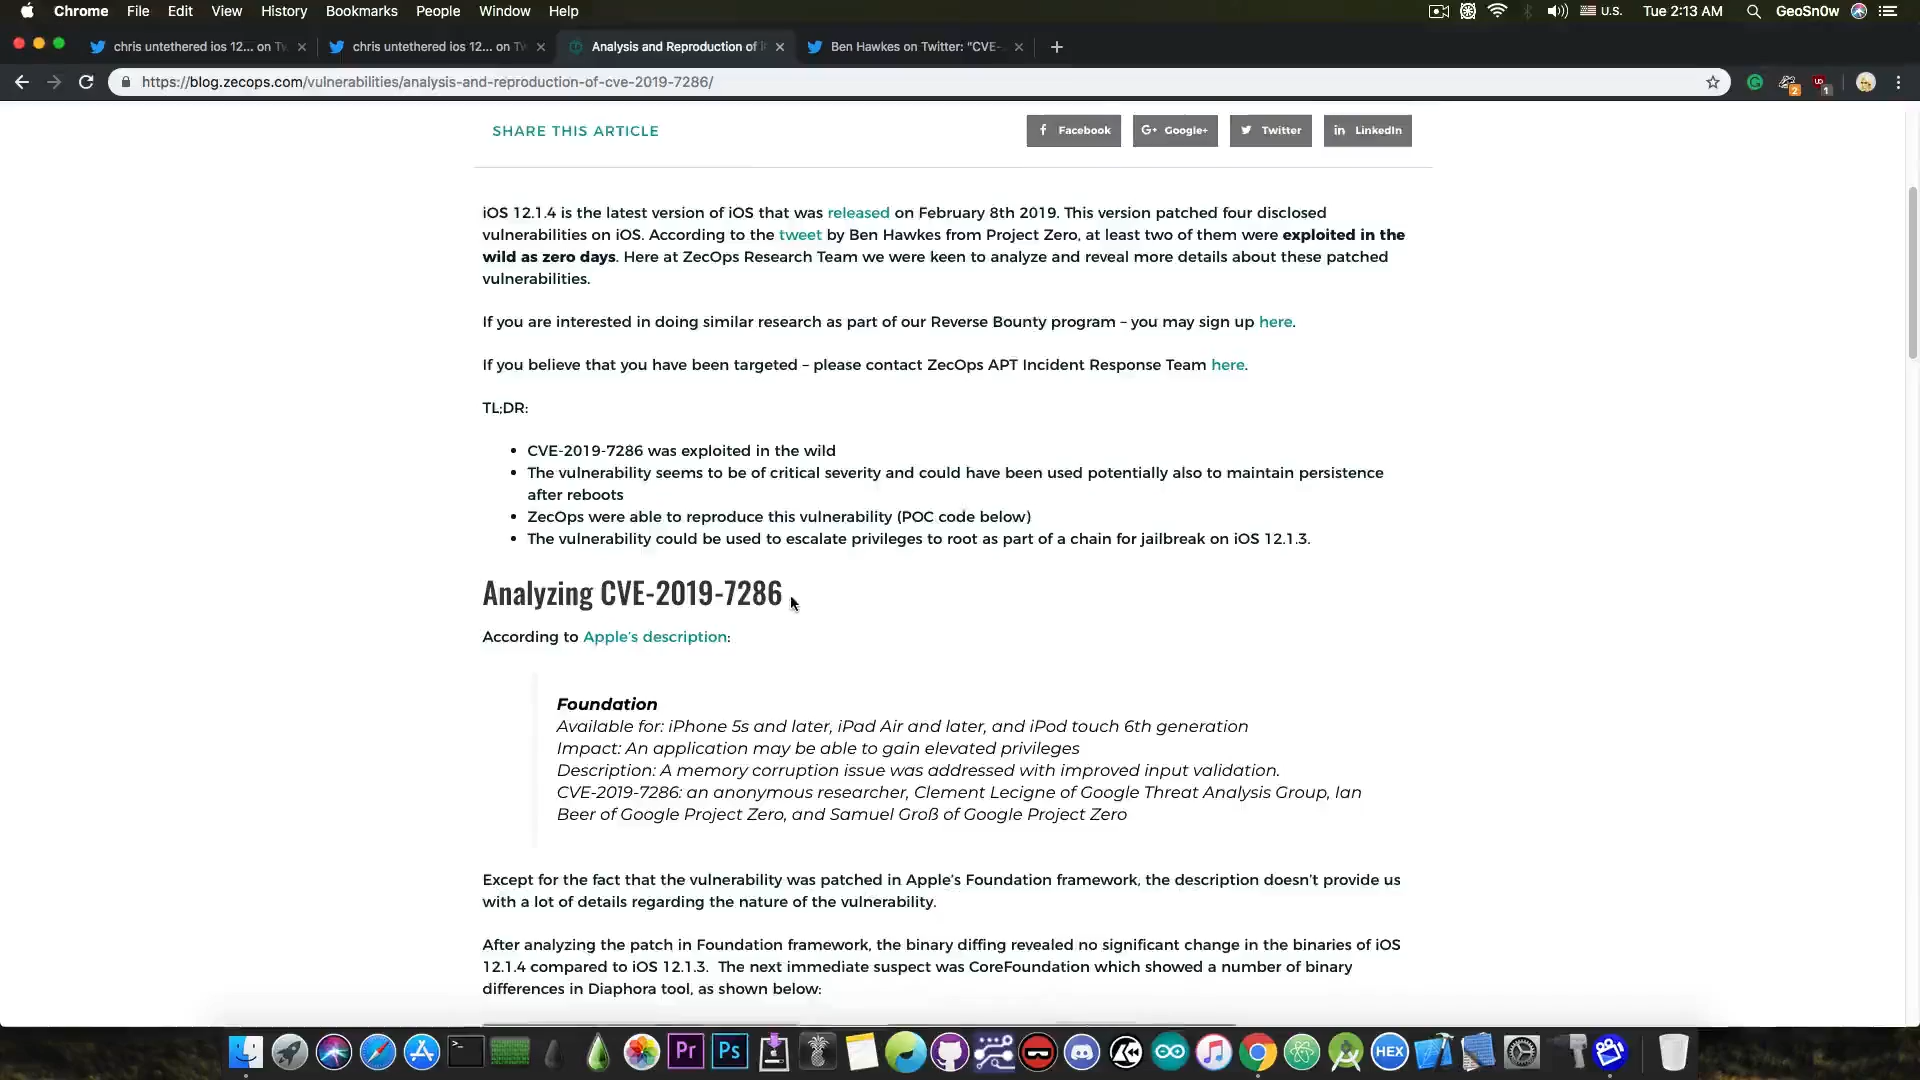 Chrome File Edit View History Bookmarks People Window Help U.S. Tue 2:13 AM GeoSn0w
chris untethered ios 12... on Tw chris untethered ios 12... on Tw Analysis and Reproduction of i Ben Hawkes on Twitter: "CVE-
https://blog.zecops.com/vulnerabilities/analysis-and-reproduction-of-cve-2019-7286/ 2 1
SHARE THIS ARTICLE Facebook G+ Google+ Twitter in LinkedIn
iOS 12.1.4 is the latest version of iOS that was released on February 8th 2019. This version patched four disclosed
vulnerabilities on iOS. According to the tweet by Ben Hawkes from Project Zero, at least two of them were exploited in the
wild as zero days. Here at ZecOps Research Team we were keen to analyze and reveal more details about these patched
vulnerabilities.
If you are interested in doing similar research as part of our Reverse Bounty program – you may sign up here.
If you believe that you have been targeted – please contact ZecOps APT Incident Response Team here.
TL;DR:
• CVE-2019-7286 was exploited in the wild
• The vulnerability seems to be of critical severity and could have been used potentially also to maintain persistence
after reboots
• ZecOps were able to reproduce this vulnerability (POC code below)
• The vulnerability could be used to escalate privileges to root as part of a chain for jailbreak on iOS 12.1.3.
Analyzing CVE-2019-7286
According to Apple's description:
Foundation
Available for: iPhone 5s and later, iPad Air and later, and iPod touch 6th generation
Impact: An application may be able to gain elevated privileges
Description: A memory corruption issue was addressed with improved input validation.
CVE-2019-7286: an anonymous researcher, Clement Lecigne of Google Threat Analysis Group, Ian
Beer of Google Project Zero, and Samuel Groß of Google Project Zero
Except for the fact that the vulnerability was patched in Apple's Foundation framework, the description doesn't provide us
with a lot of details regarding the nature of the vulnerability.
After analyzing the patch in Foundation framework, the binary diffing revealed no significant change in the binaries of iOS
12.1.4 compared to iOS 12.1.3. The next immediate suspect was CoreFoundation which showed a number of binary
differences in Diaphora tool, as shown below:
Pr Ps HEX